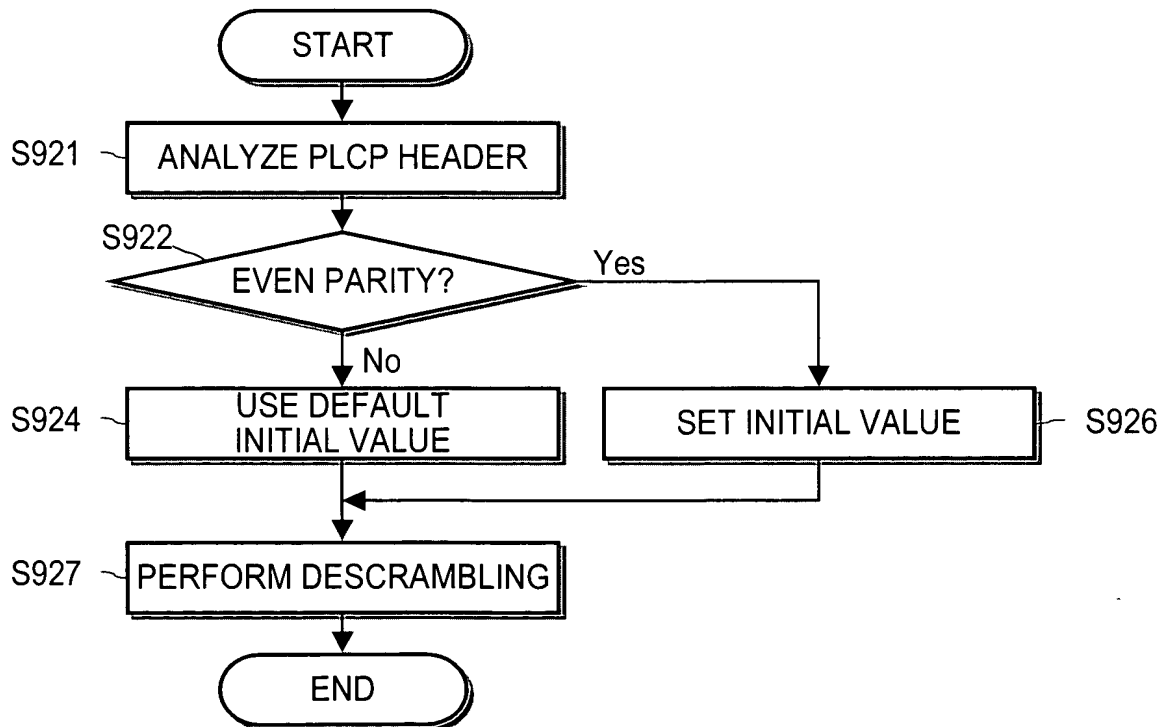 START
S921
ANALYZE PLCP HEADER
S922
EVEN PARITY?
Yes
No
S924
USE DEFAULT
INITIAL VALUE
SET INITIAL VALUE
S926
S927
PERFORM DESCRAMBLING
END